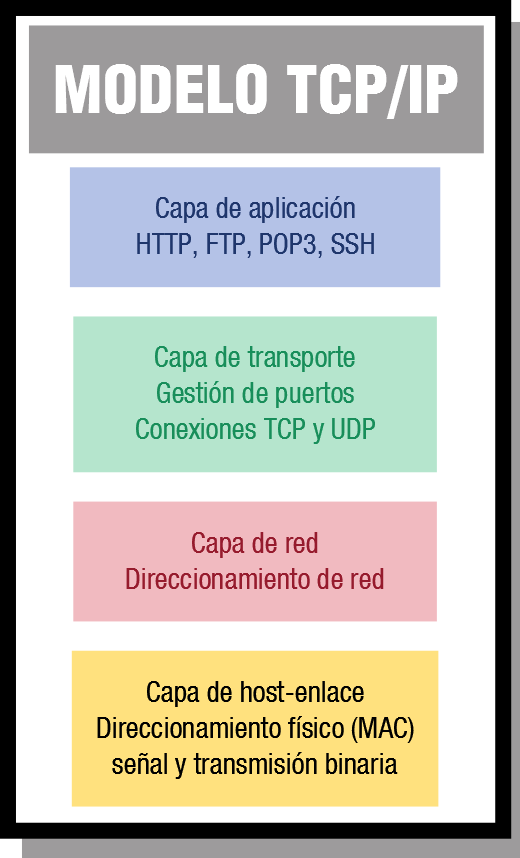 MODELO TCP/IP
Capa de aplicación
HTTP, FTP, POP3, SSH
Capa de transporte
Gestión de puertos
Conexiones TCP y UDP
Capa de red
Direccionamiento de red
Capa de host-enlace
Direccionamiento físico (MAC)
señal y transmisión binaria